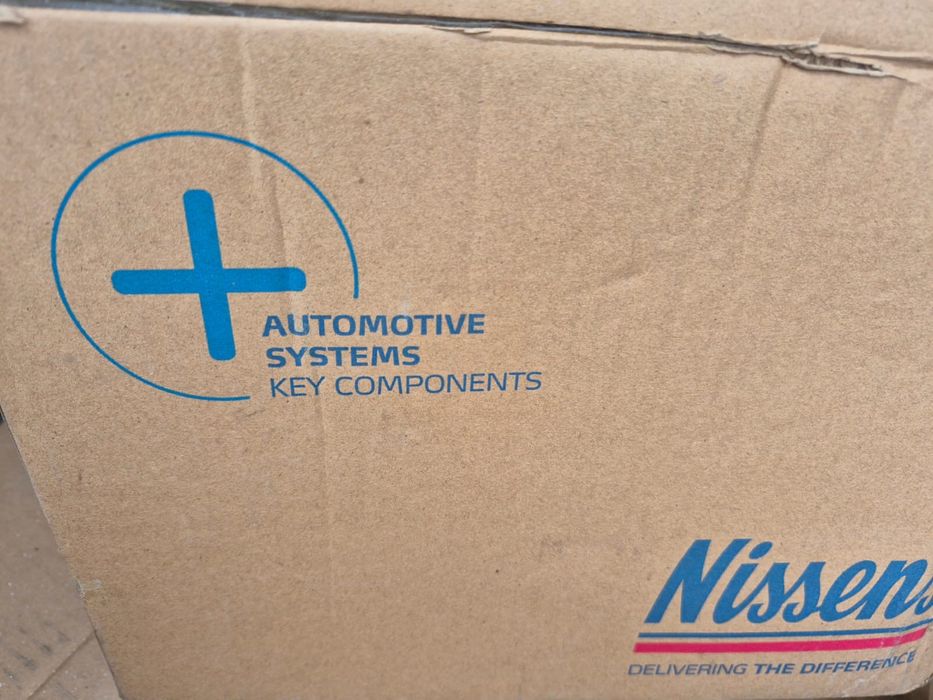 AUTOMOTIVE
SYSTEMS
KEY COMPONENTS
Nissens
DELIVERING THE DIFFERENCE